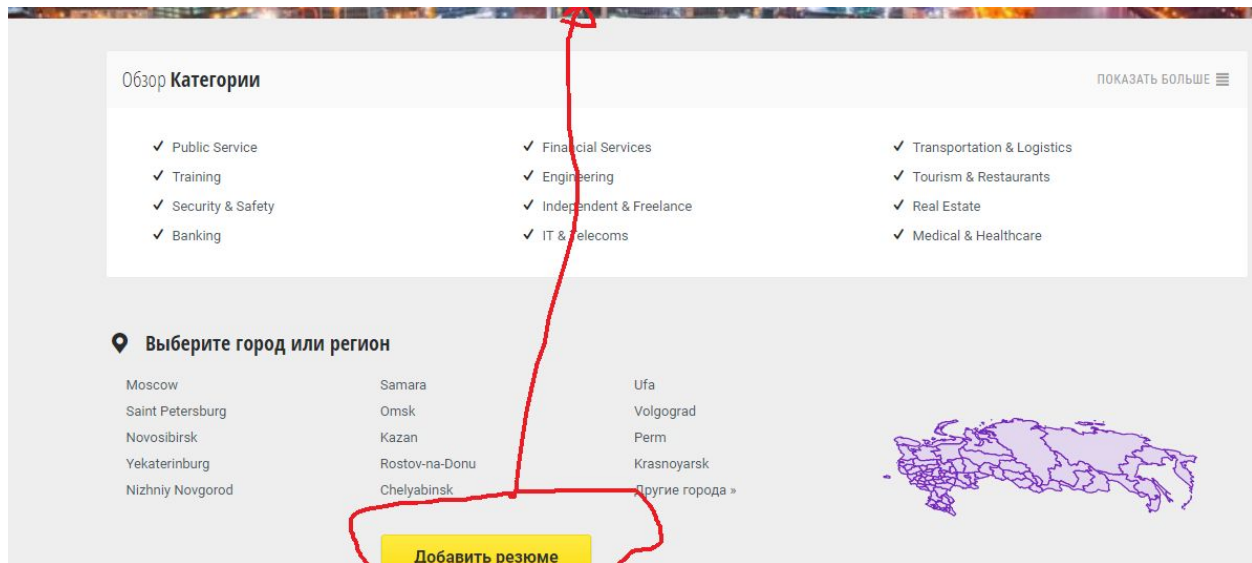 Обзор Категории
ПОКАЗАТЬ БОЛЬШЕ
Public Service
Financial Services
Transportation & Logistics
Training
Engineering
Tourism & Restaurants
Security & Safety
Independent & Freelance
Real Estate
Banking
IT & Telecoms
Medical & Healthcare
Выберите город или регион
Moscow
Samara
Ufa
Saint Petersburg
Omsk
Volgograd
Novosibirsk
Kazan
Perm
Yekaterinburg
Rostov-na-Donu
Krasnoyarsk
Nizhniy Novgorod
Chelyabinsk
Другие города »
Добавить резюме